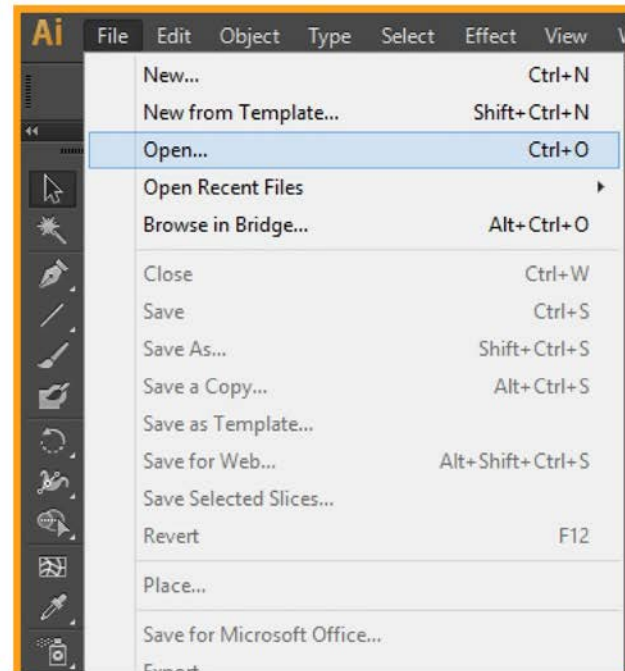 Ai File Edit Object Type Select Effect View
New... Ctrl+N
New from Template... Shift+Ctrl+N
Open... Ctrl+O
Open Recent Files
Browse in Bridge... Alt+Ctrl+O
Close Ctrl+W
Save Ctrl+S
Save As... Shift+Ctrl+S
Save a Copy... Alt+Ctrl+S
Save as Template...
Save for Web... Alt+Shift+Ctrl+S
Save Selected Slices...
Revert F12
Place...
Save for Microsoft Office...
Export